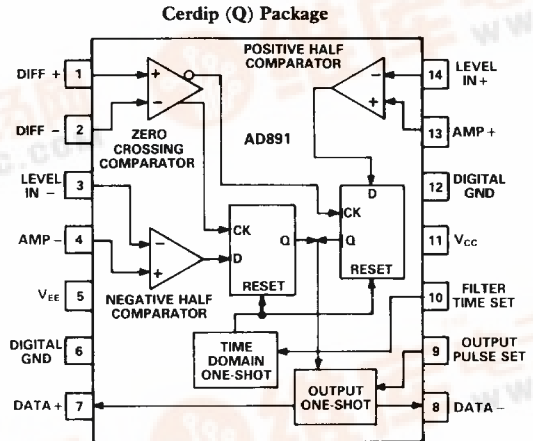 Cerdip (Q) Package
POSITIVE HALF
COMPARATOR
DIFF +
1
DIFF -
2
LEVEL
IN -
3
AMP -
4
VEE
5
DIGITAL
GND
6
DATA +
7
+
-
ZERO
CROSSING
COMPARATOR
AD891
-
+
-
+
NEGATIVE HALF
COMPARATOR
CK
Q
D
RESET
D
CK
Q
RESET
TIME
DOMAIN
ONE-SHOT
OUTPUT
ONE-SHOT
14
LEVEL
IN+
13
AMP +
12
DIGITAL
GND
11
VCC
10
FILTER
TIME SET
9
OUTPUT
PULSE SET
8
DATA -